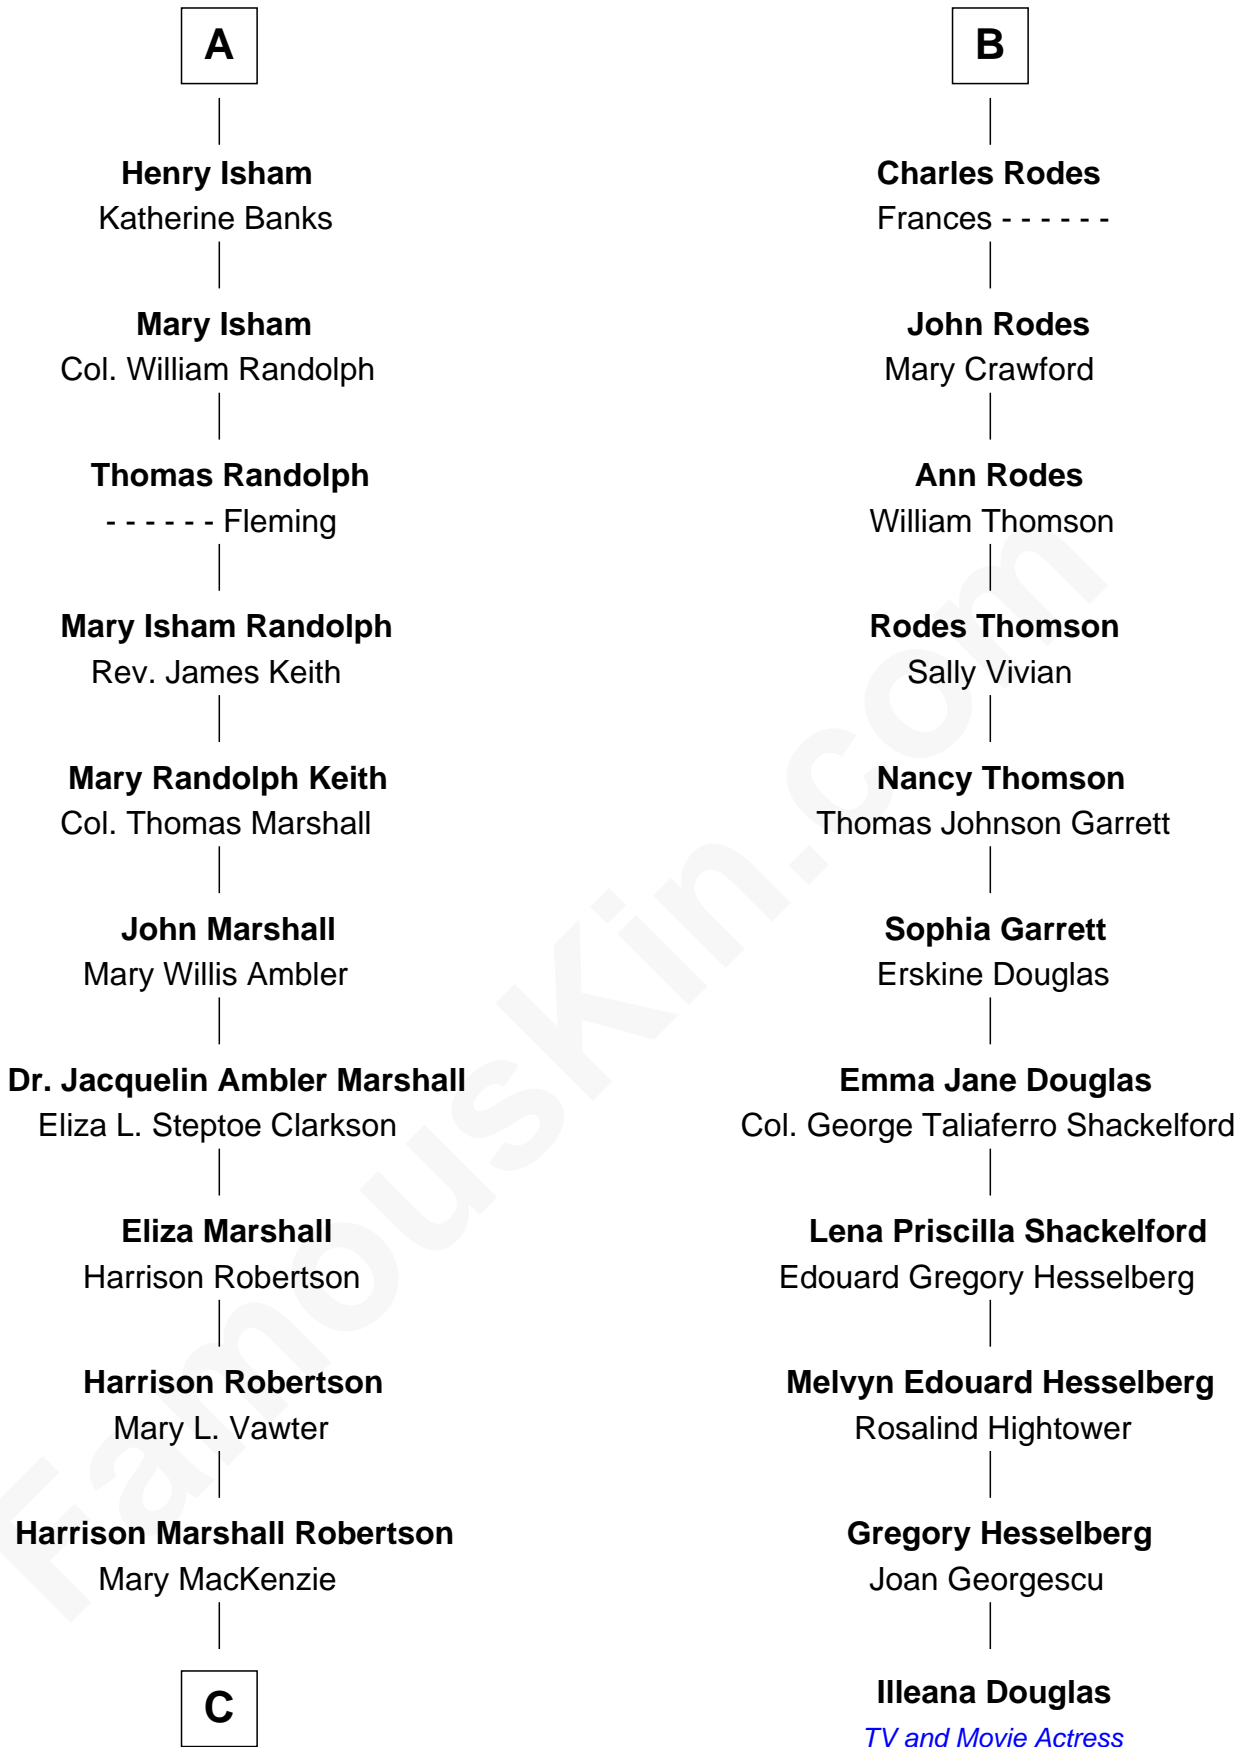 A
Henry Isham
Katherine Banks
Mary Isham
Col. William Randolph
Thomas Randolph
- - - - - - Fleming
Mary Isham Randolph
Rev. James Keith
Mary Randolph Keith
Col. Thomas Marshall
John Marshall
Mary Willis Ambler
Dr. Jacquelin Ambler Marshall
Eliza L. Steptoe Clarkson
Eliza Marshall
Harrison Robertson
Harrison Robertson
Mary L. Vawter
Harrison Marshall Robertson
Mary MacKenzie
C
B
Charles Rodes
Frances - - - - - -
John Rodes
Mary Crawford
Ann Rodes
William Thomson
Rodes Thomson
Sally Vivian
Nancy Thomson
Thomas Johnson Garrett
Sophia Garrett
Erskine Douglas
Emma Jane Douglas
Col. George Taliaferro Shackelford
Lena Priscilla Shackelford
Edouard Gregory Hesselberg
Melvyn Edouard Hesselberg
Rosalind Hightower
Gregory Hesselberg
Joan Georgescu
Illeana Douglas
TV and Movie Actress
FamousKin.com